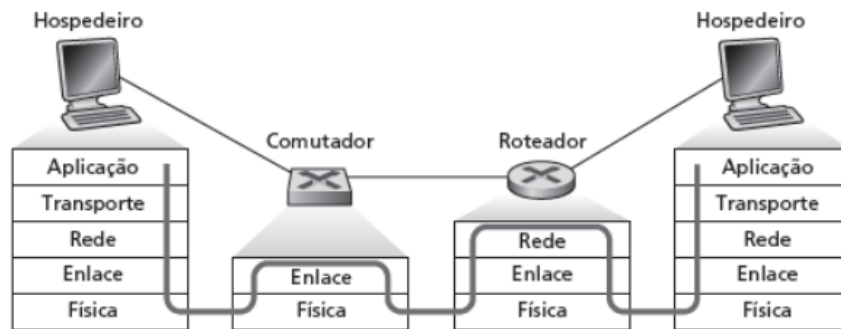 Hospedeiro
Hospedeiro
Comutador
Roteador
Aplicação
Transporte
Rede
Enlace
Física
Enlace
Física
Rede
Enlace
Física
Aplicação
Transporte
Rede
Enlace
Física